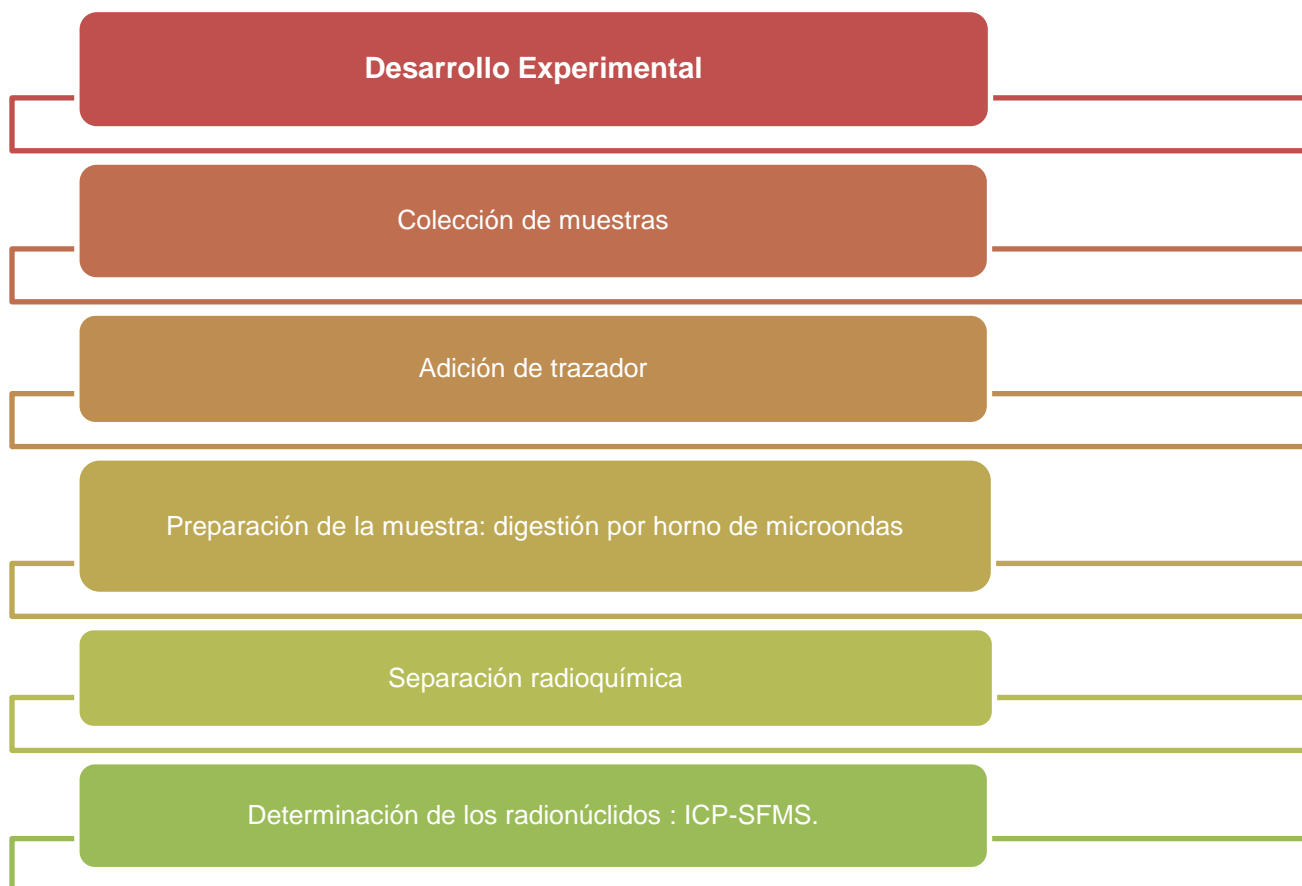 Desarrollo Experimental
Colección de muestras
Adición de trazador
Preparación de la muestra: digestión por horno de microondas
Separación radioquímica
Determinación de los radionúclidos : ICP-SFMS.